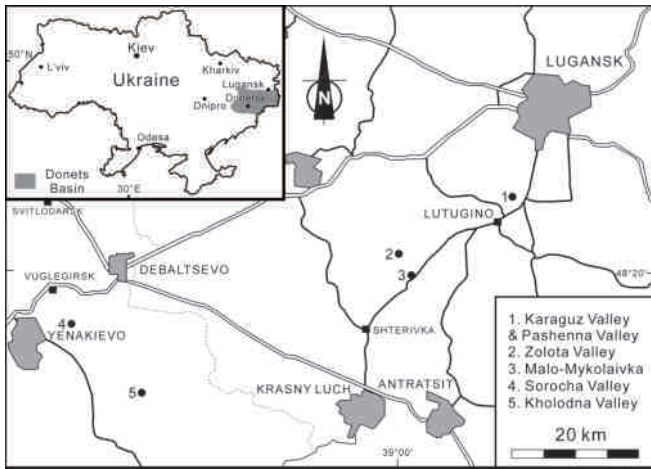 50°N
L'viv
Kiev
Kharkiv
Ukraine
Lugansk
Donetsk
Dnipro
Odesa
Donets
Basin
30°E
N
LUGANSK
1
LUTUGINO
2
3
48°20'
SVITLODARSK
DEBALTSEVO
VUGLEGIRSK
4
YENAKIEVO
SHTERIVKA
5
KRASNY LUCH
ANTRATSIT
39°00'
1. Karaguz Valley
& Pashenna Valley
2. Zolota Valley
3. Malo-Mykolaivka
4. Sorocha Valley
5. Kholodna Valley
20 km